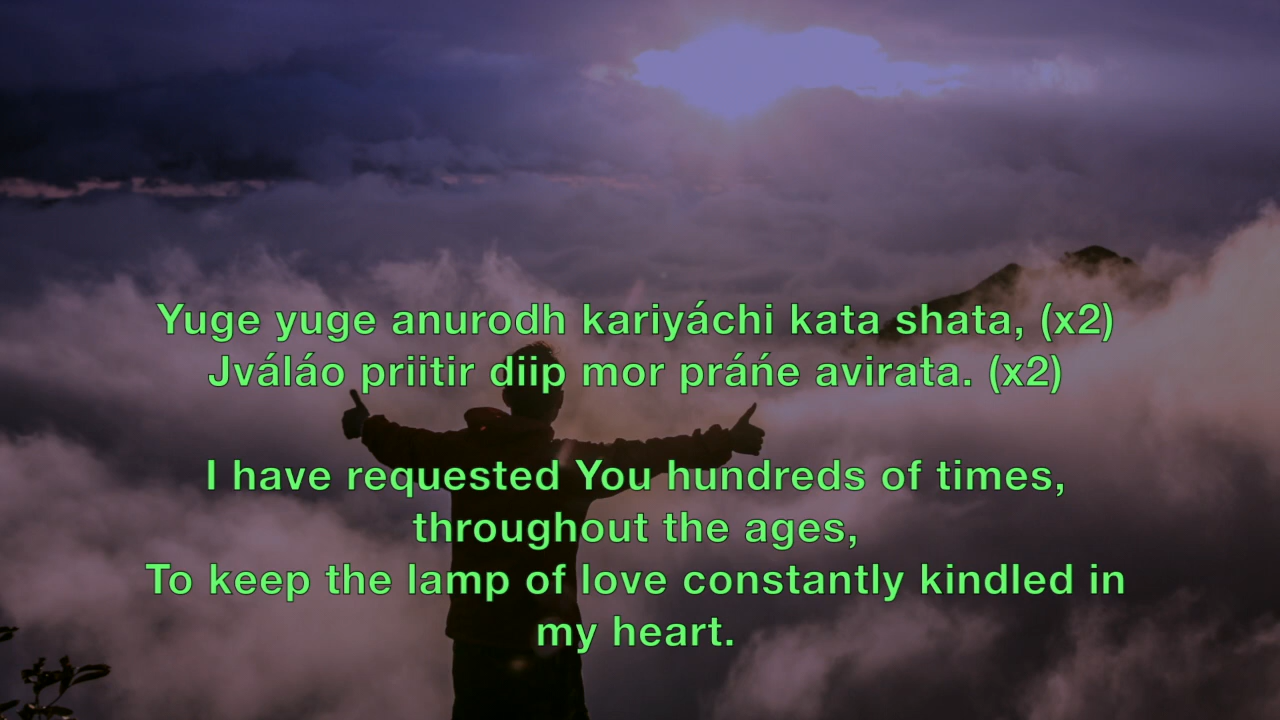 Yuge yuge anurodh kariyáchi kata shata, (x2)
Jváláo priitir diip mor práńe avirata. (x2)
I have requested You hundreds of times,
throughout the ages,
To keep the lamp of love constantly kindled in
my heart.